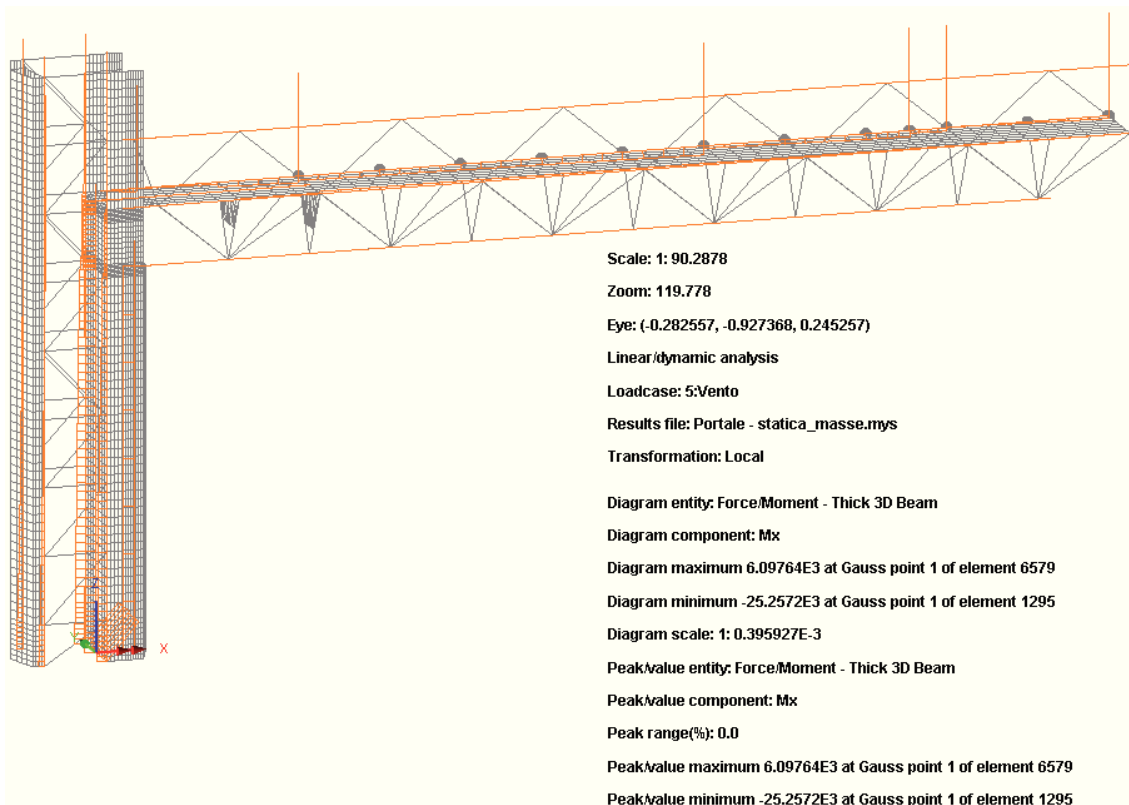 Scale: 1: 90.2878
Zoom: 119.778
Eye: (-0.282557, -0.927368, 0.245257)
Linear/dynamic analysis
Loadcase: 5:Vento
Results file: Portale - statica_masse.mys
Transformation: Local
Diagram entity: Force/Moment - Thick 3D Beam
Diagram component: Mx
Diagram maximum 6.09764E3 at Gauss point 1 of element 6579
Diagram minimum -25.2572E3 at Gauss point 1 of element 1295
Diagram scale: 1: 0.395927E-3
Peak/value entity: Force/Moment - Thick 3D Beam
Peak/value component: Mx
Peak range(%): 0.0
Peak/value maximum 6.09764E3 at Gauss point 1 of element 6579
Peak/value minimum -25.2572E3 at Gauss point 1 of element 1295
Z
Y
X